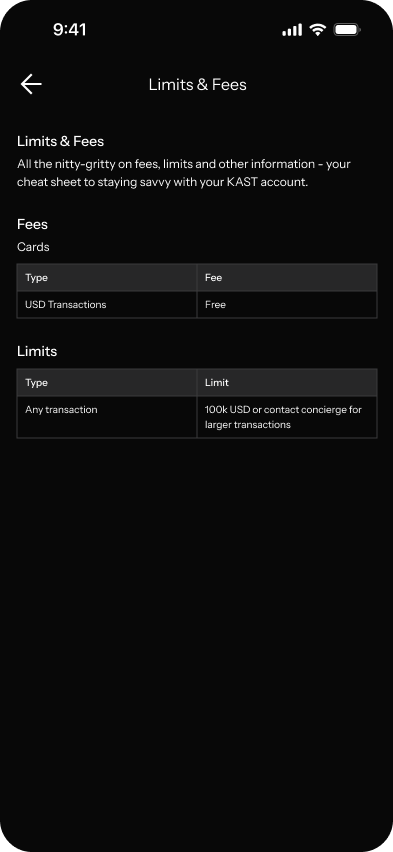 9:41
Limits & Fees
Limits & Fees
All the nitty-gritty on fees, limits and other information - your
cheat sheet to staying savvy with your KAST account.
Fees
Cards
Type Fee
USD Transactions Free
Limits
Type Limit
Any transaction 100k USD or contact concierge for
larger transactions